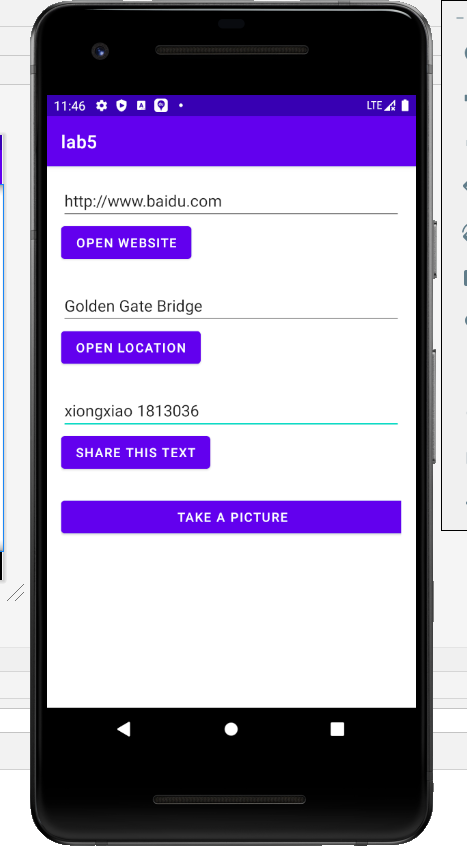 11:46 LTE
lab5
http://www.baidu.com
OPEN WEBSITE
Golden Gate Bridge
OPEN LOCATION
xiongxiao 1813036
SHARE THIS TEXT
TAKE A PICTURE